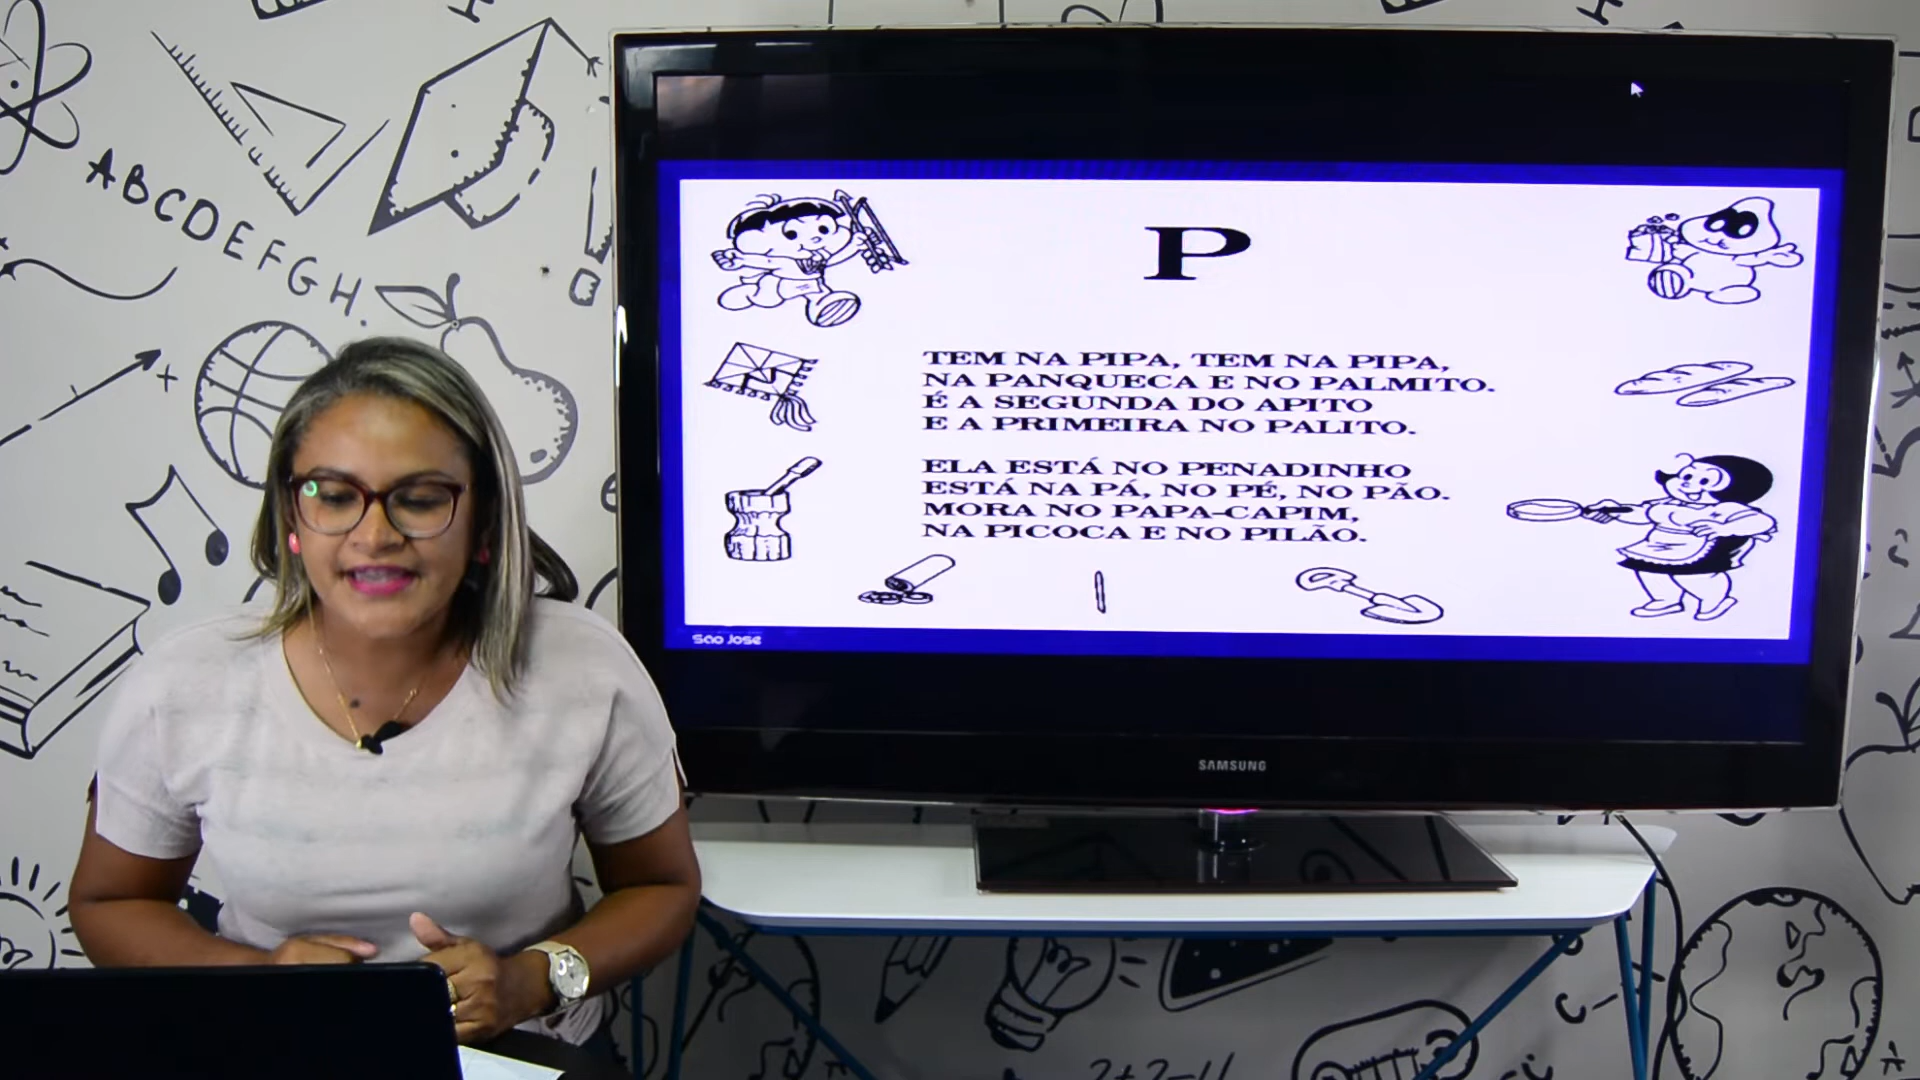 ABCDEFGH.
P
TEM NA PIPA, TEM NA PIPA,
NA PANQUECA E NO PALMITO.
É A SEGUNDA DO APITO
E A PRIMEIRA NO PALITO.
ELA ESTÁ NO PENADINHO
ESTÁ NA PÁ, NO PÉ, NO PÃO.
MORA NO PAPA-CAPIM,
NA PICOCA E NO PILÃO.
São José
SAMSUNG